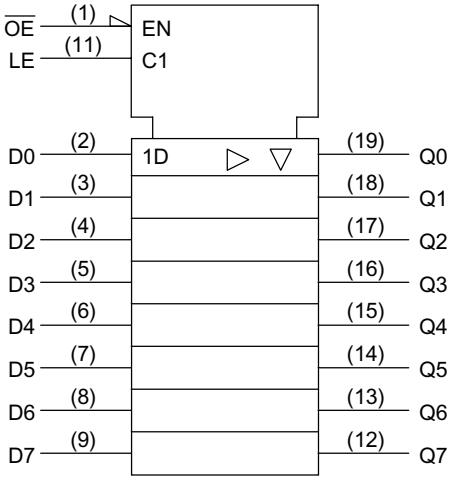 O̅E̅ (1) EN
LE (11) C1
D0 (2) 1D (19) Q0
D1 (3) (18) Q1
D2 (4) (17) Q2
D3 (5) (16) Q3
D4 (6) (15) Q4
D5 (7) (14) Q5
D6 (8) (13) Q6
D7 (9) (12) Q7